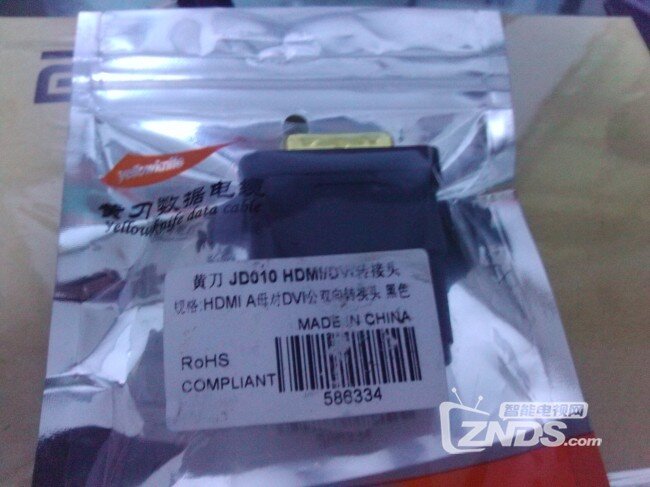 yellowknife
黄刀数据电缆
Yellowknife data cable
黄刀 JD010 HDMI/DVI转接头
规格:HDMI A母对DVI公双向转接头 黑色
MADE IN CHINA
RoHS
COMPLIANT
586334
智能电视网
ZNDS.com